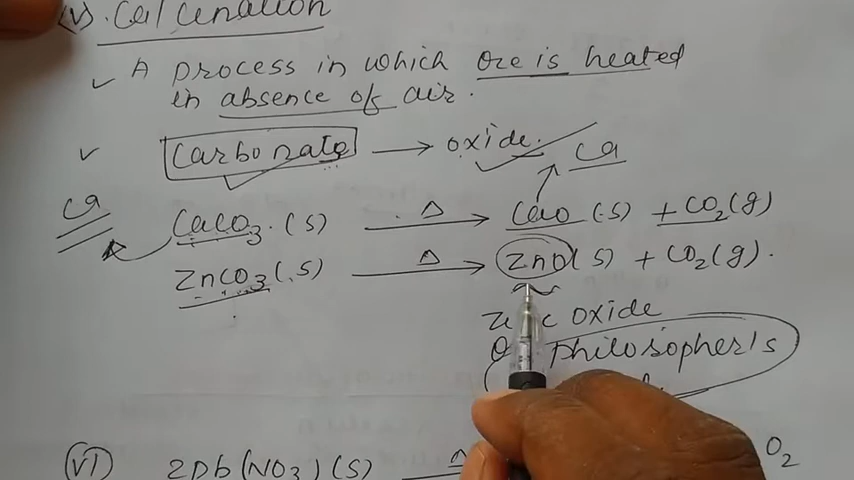 (V). Calcination
✓ A process in which Ore is heated
in absence of air.
✓ Carbonate → oxide. Ca
Ca CaCO₃.(s) Δ→ CaO (s) + CO₂(g)
ZnCO₃(s) Δ→ ZnO(s) + CO₂(g).
oxide
philosopher's
(VI) 2Pb(NO₃)(s) Δ O₂